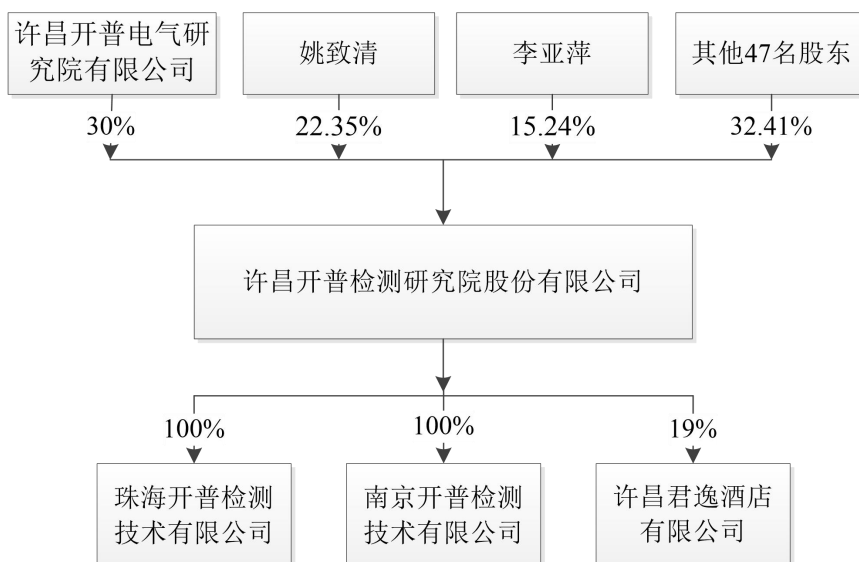 许昌开普电气研
究院有限公司
姚致清
李亚萍
其他47名股东
30%
22.35%
15.24%
32.41%
许昌开普检测研究院股份有限公司
100%
100%
19%
珠海开普检测
技术有限公司
南京开普检测
技术有限公司
许昌君逸酒店
有限公司